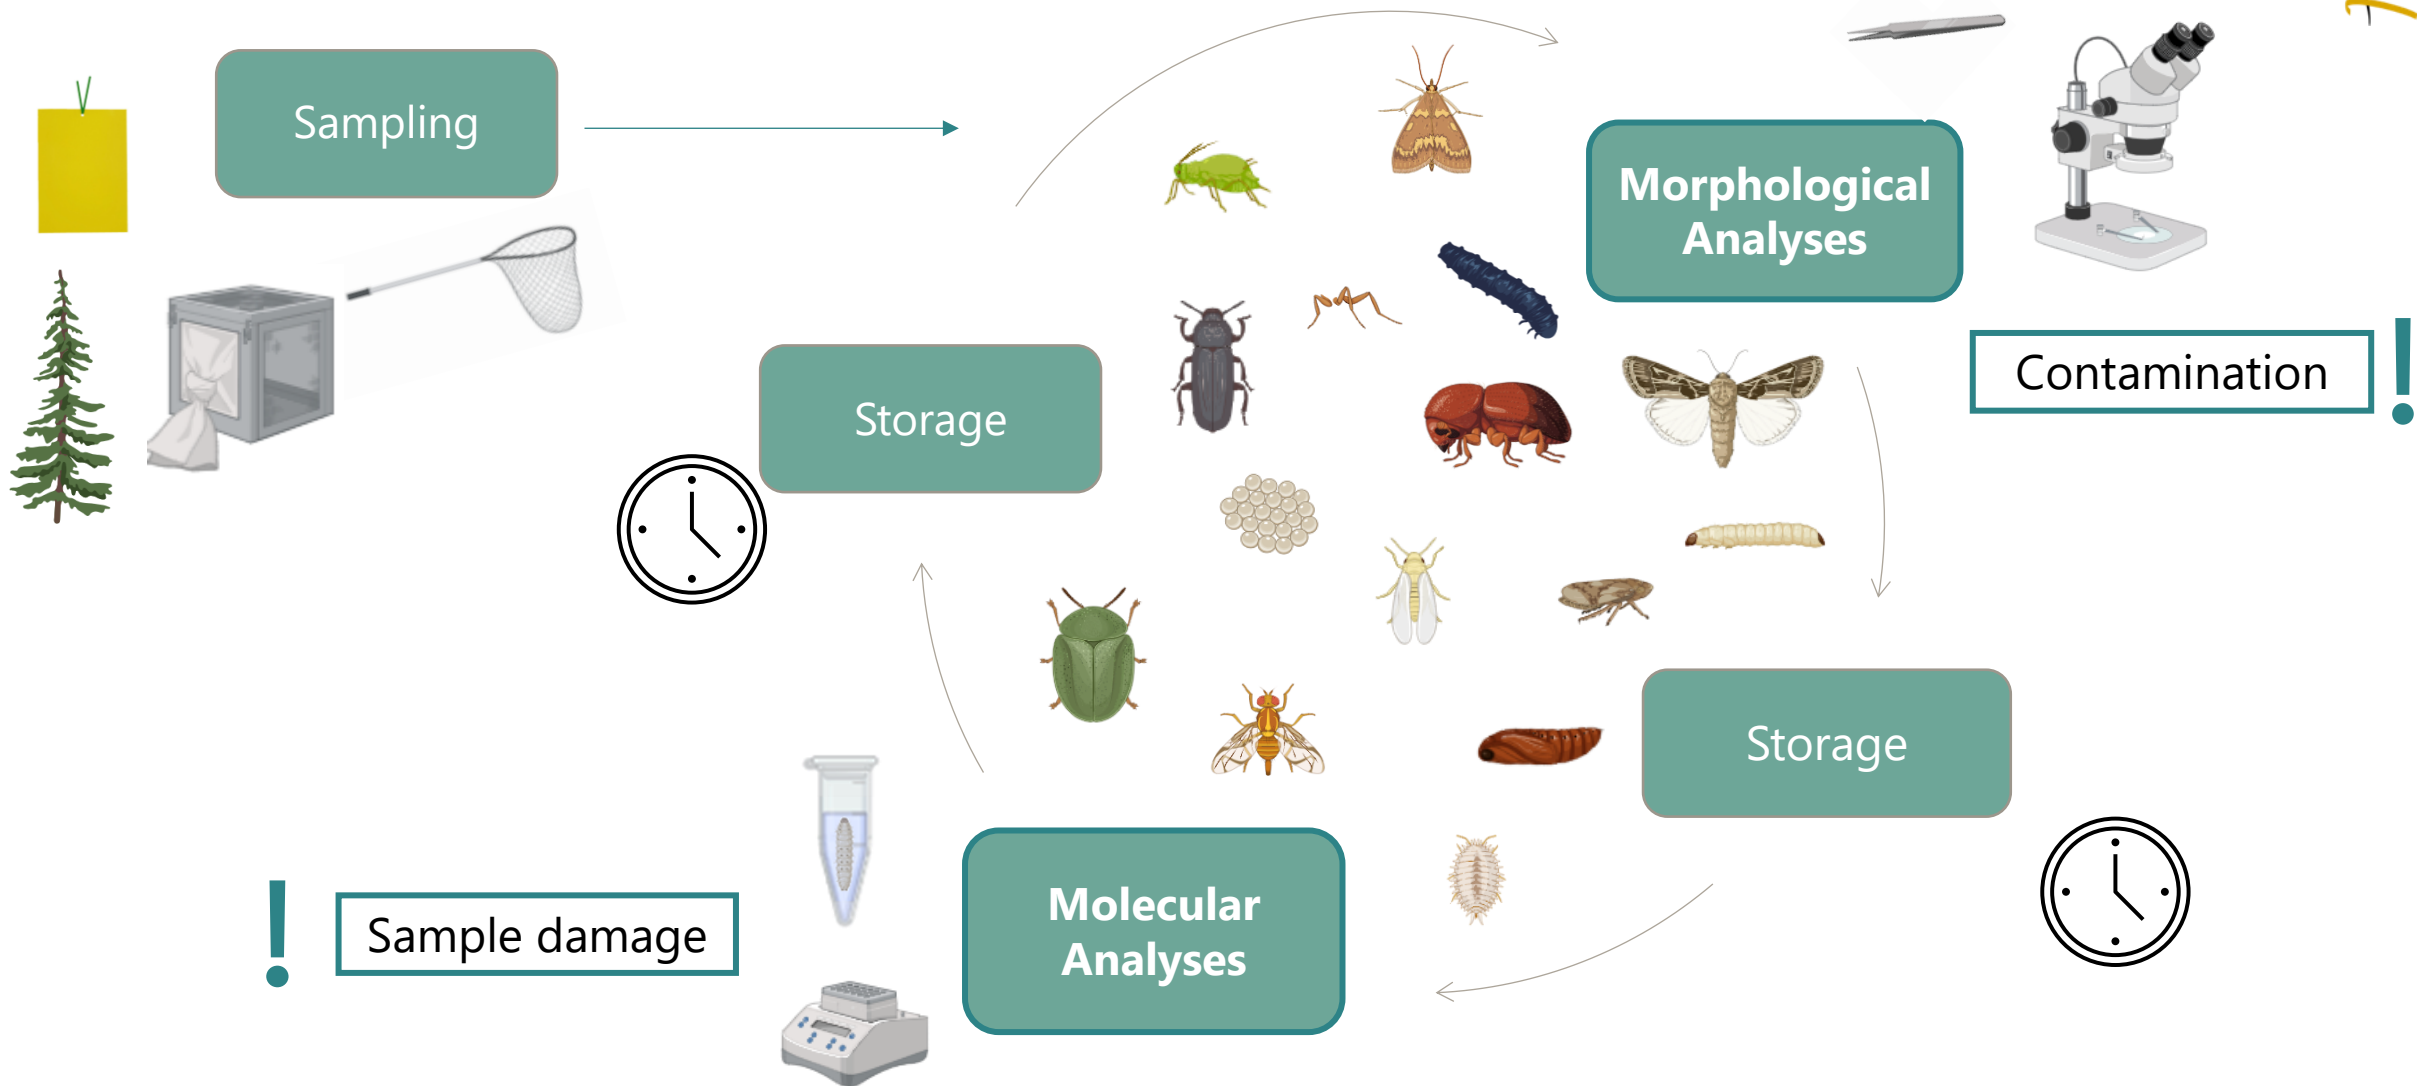 Sampling
Morphological
Analyses
Contamination
!
Storage
Storage
Molecular
Analyses
!
Sample damage